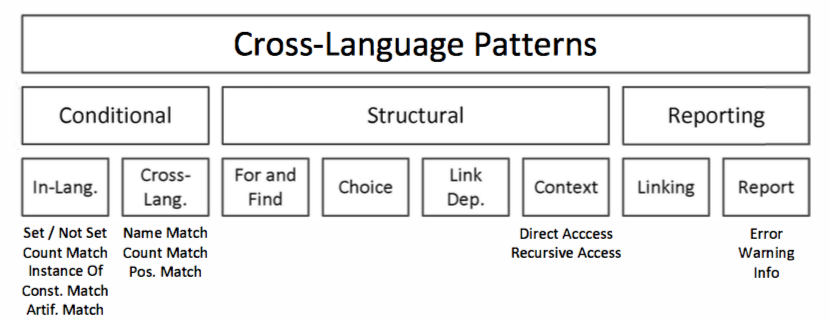 Cross-Language Patterns
Conditional
Structural
Reporting
In-Lang.
Cross-
Lang.
For and
Find
Choice
Link
Dep.
Context
Linking
Report
Set / Not Set
Count Match
Instance Of
Const. Match
Artif. Match
Name Match
Count Match
Pos. Match
Direct Acccess
Recursive Access
Error
Warning
Info